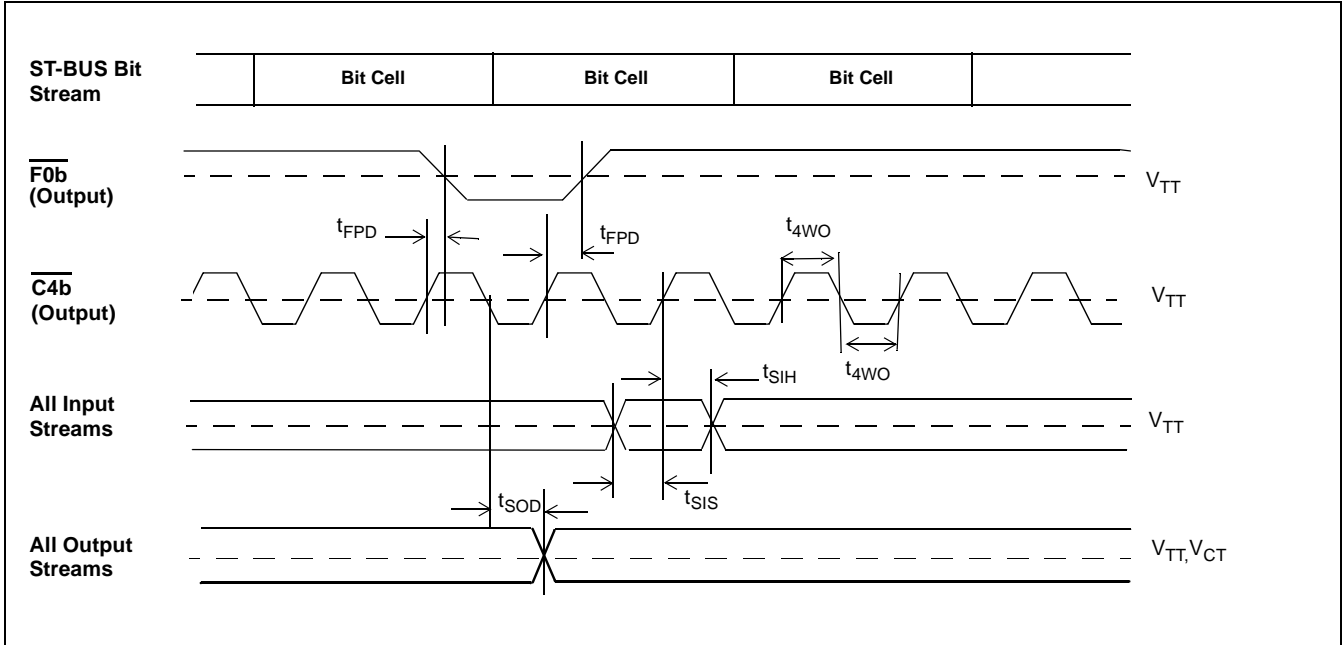 ST-BUS Bit
Stream
Bit Cell
Bit Cell
Bit Cell
F0b
(Output)
VTT
tFPD
tFPD
t4WO
C4b
(Output)
VTT
t4WO
tSIH
All Input
Streams
VTT
tSIS
tSOD
All Output
Streams
VTT,VCT